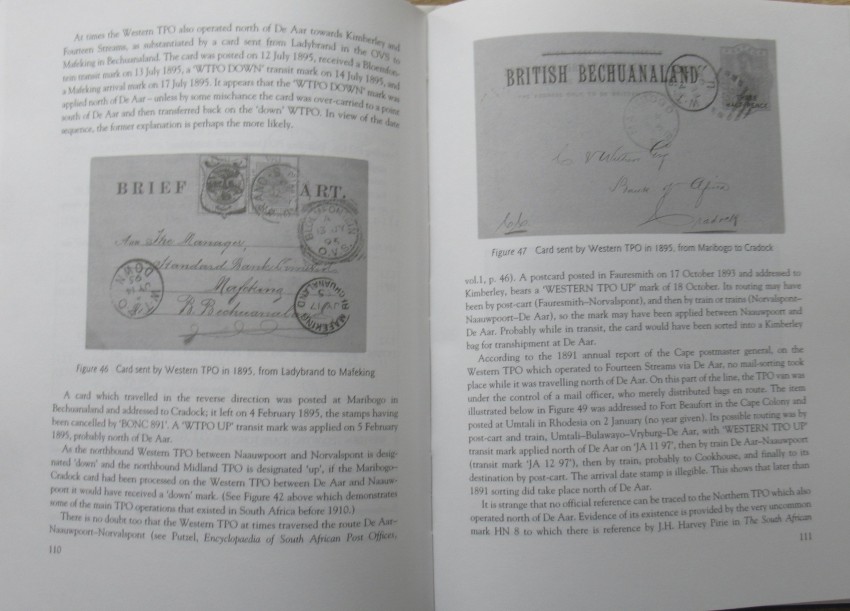 At times the Western TPO also operated north of De Aar towards Kimberley and
Fourteen Streams, as substantiated by a card sent from Ladybrand in the OVS to
Mafeking in Bechuanaland. The card was posted on 12 July 1895, received a Bloemfon-
tein transit mark on 13 July 1895, a 'WTPO DOWN' transit mark on 14 July 1895, and
a Mafeking arrival mark on 17 July 1895. It appears that the 'WTPO DOWN' mark was
applied north of De Aar – unless by some mischance the card was over-carried to a point
south of De Aar and then transferred back on the 'down' WTPO. In view of the date
sequence, the former explanation is perhaps the more likely.
BRIEF ART.
The Manager,
Standard Bank
Mafeking
B. Bechuanal
DOWN
O.V.S.
MAFEKING
Figure 46 Card sent by Western TPO in 1895, from Ladybrand to Mafeking
A card which travelled in the reverse direction was posted at Maribogo in
Bechuanaland and addressed to Cradock; it left on 4 February 1895, the stamps having
been cancelled by 'BONC 891'. A 'WTPO UP' transit mark was applied on 5 February
1895, probably north of De Aar.
As the northbound Western TPO between Naauwpoort and Norvalspont is desig-
nated 'down' and the northbound Midland TPO is designated 'up', if the Maribogo–
Cradock card had been processed on the Western TPO between De Aar and Naauw-
poort it would have received a 'down' mark. (See Figure 42 above which demonstrates
some of the main TPO operations that existed in South Africa before 1910.)
There is no doubt too that the Western TPO at times traversed the route De Aar–
Naauwpoort–Norvalspont (see Putzel, Encyclopaedia of South African Post Offices,
110
BRITISH BECHUANALAND
HALF-PENCE
Bank of Africa
Cradock
Figure 47 Card sent by Western TPO in 1895, from Maribogo to Cradock
vol.1, p. 46). A postcard posted in Fauresmith on 17 October 1893 and addressed to
Kimberley, bears a 'WESTERN TPO UP' mark of 18 October. Its routing may have
been by post-cart (Fauresmith–Norvalspont), and then by train or trains (Norvalspons–
Naauwpoort–De Aar), so the mark may have been applied between Naauwpoort and
De Aar. Probably while in transit, the card would have been sorted into a Kimberley
bag for transhipment at De Aar.
According to the 1891 annual report of the Cape postmaster general, on the
Western TPO which operated to Fourteen Streams via De Aar, no mail-sorting took
place while it was travelling north of De Aar. On this part of the line, the TPO van was
under the control of a mail officer, who merely distributed bags en route. The item
illustrated below in Figure 49 was addressed to Fort Beaufort in the Cape Colony and
posted at Umtali in Rhodesia on 2 January (no year given). Its possible routing was by
post-cart and train, Umtali–Bulawayo–Vryburg–De Aar, with 'WESTERN TPO UP'
transit mark applied north of De Aar on 'JA 11 97', then by train De Aar–Naauwpoort
(transit mark 'JA 12 97'), then by train, probably to Cookhouse, and finally to its
destination by post-cart. The arrival date stamp is illegible. This shows that later than
1891 sorting did take place north of De Aar.
It is strange that no official reference can be traced to the Northern TPO which also
operated north of De Aar. Evidence of its existence is provided by the very uncommon
mark HN 8 to which there is reference by J.H. Harvey Pirie in The South African
111